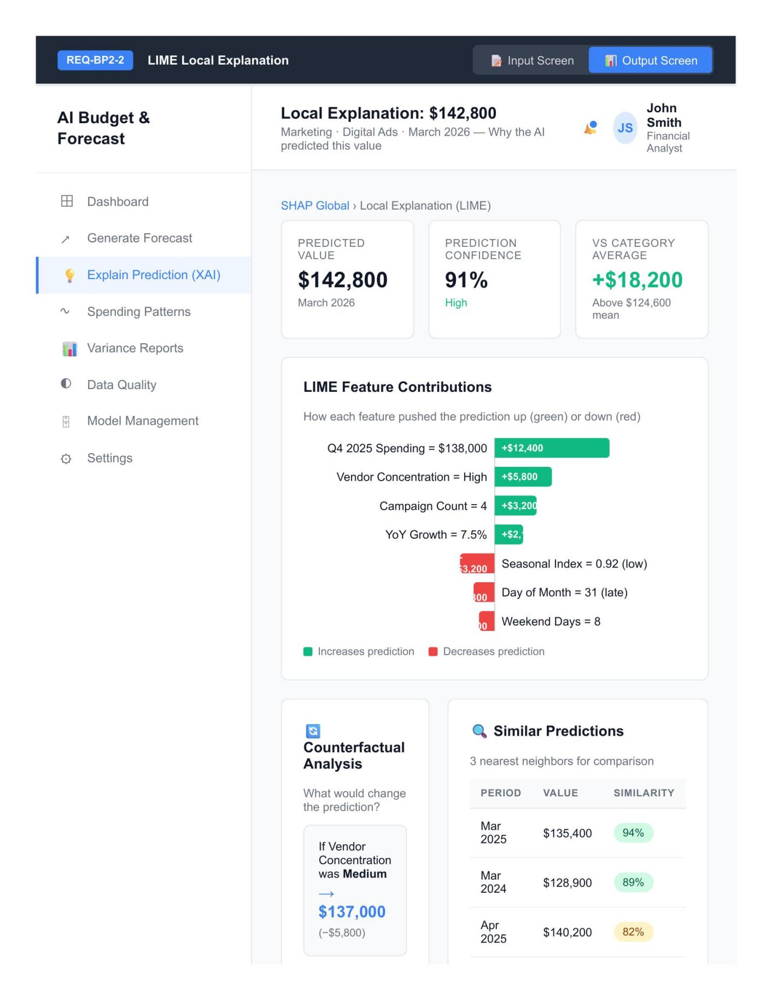 REQ-BP2-2
LIME Local Explanation
Input Screen
Output Screen
AI Budget &
Forecast
Dashboard
Generate Forecast
Explain Prediction (XAI)
Spending Patterns
Variance Reports
Data Quality
Model Management
Settings
Local Explanation: $142,800
Marketing · Digital Ads · March 2026 — Why the AI
predicted this value
JS
John
Smith
Financial
Analyst
SHAP Global › Local Explanation (LIME)
PREDICTED
VALUE
$142,800
March 2026
PREDICTION
CONFIDENCE
91%
High
VS CATEGORY
AVERAGE
+$18,200
Above $124,600
mean
LIME Feature Contributions
How each feature pushed the prediction up (green) or down (red)
Q4 2025 Spending = $138,000
+$12,400
Vendor Concentration = High
+$5,800
Campaign Count = 4
+$3,200
YoY Growth = 7.5%
Seasonal Index = 0.92 (low)
$3,200
Day of Month = 31 (late)
Weekend Days = 8
Increases prediction
Decreases prediction
Counterfactual
Analysis
What would change
the prediction?
If Vendor
Concentration
was Medium
→
$137,000
(−$5,800)
Similar Predictions
3 nearest neighbors for comparison
PERIOD VALUE SIMILARITY
Mar
2025
$135,400
94%
Mar
2024
$128,900
89%
Apr
2025
$140,200
82%